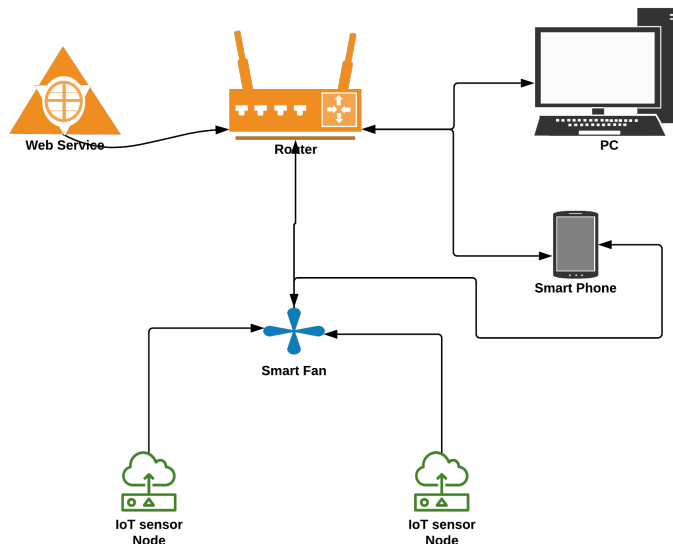 Web Service
Router
PC
Smart Phone
Smart Fan
IoT sensor
Node
IoT sensor
Node